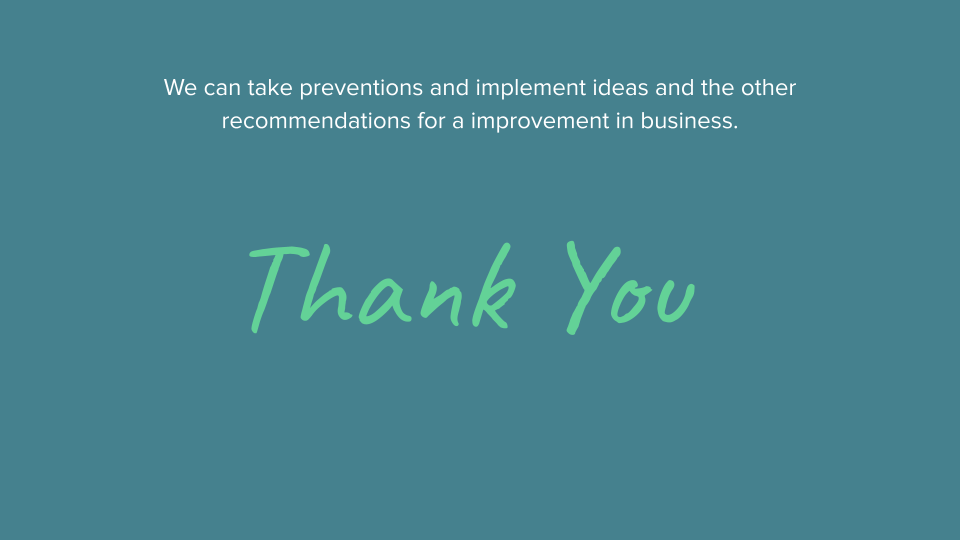 We can take preventions and implement ideas and the other
recommendations for a improvement in business.
Thank You